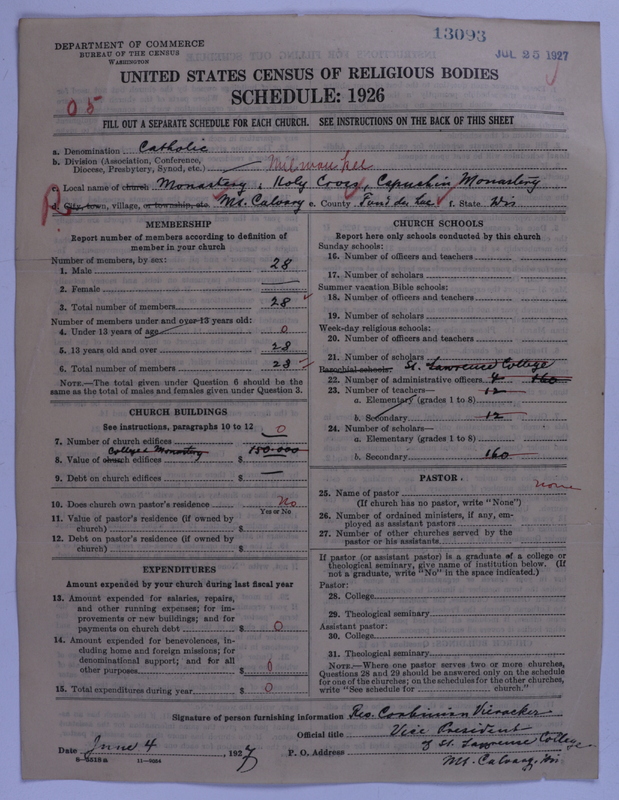 13093
JUL 25 1927
DEPARTMENT OF COMMERCE
BUREAU OF THE CENSUS
WASHINGTON
UNITED STATES CENSUS OF RELIGIOUS BODIES
SCHEDULE: 1926
05
FILL OUT A SEPARATE SCHEDULE FOR EACH CHURCH. SEE INSTRUCTIONS ON THE BACK OF THIS SHEET
a. Denomination Catholic
b. Division (Association, Conference,
Diocese, Presbytery, Synod, etc.) Milwaukee
c. Local name of church Monastery, Holy Cross, Capuchin Monastery
d. City, town, village, or township, etc. Mt. Calvary e. County Fond du Lac f. State Wis
MEMBERSHIP
Report number of members according to definition of
member in your church
Number of members, by sex:
1. Male 28
2. Female
3. Total number of members 28
Number of members under and over 13 years old:
4. Under 13 years of age 0
5. 13 years old and over 28
6. Total number of members 28
NOTE.—The total given under Question 6 should be the
same as the total of males and females given under Question 3.
CHURCH BUILDINGS
See instructions, paragraphs 10 to 12
7. Number of church edifices 0
College Monastery
8. Value of church edifices $ 150.000
9. Debt on church edifices $
10. Does church own pastor's residence No
Yes or No
11. Value of pastor's residence (if owned by
church) $
12. Debt on pastor's residence (if owned by
church) $
EXPENDITURES
Amount expended by your church during last fiscal year
13. Amount expended for salaries, repairs,
and other running expenses; for im-
provements or new buildings; and for
payments on church debt $ 0
14. Amount expended for benevolences, in-
cluding home and foreign missions; for
denominational support; and for all
other purposes $ 0
15. Total expenditures during year $ 0
CHURCH SCHOOLS
Report here only schools conducted by this church
Sunday schools:
16. Number of officers and teachers
17. Number of scholars
Summer vacation Bible schools:
18. Number of officers and teachers
19. Number of scholars
Week-day religious schools:
20. Number of officers and teachers
21. Number of scholars
Parochial schools: St. Lawrence College
22. Number of administrative officers 4 160
23. Number of teachers— 12
a. Elementary (grades 1 to 8)
b. Secondary 12
24. Number of scholars—
a. Elementary (grades 1 to 8)
b. Secondary 160
PASTOR
25. Name of pastor none
(If church has no pastor, write "None")
26. Number of ordained ministers, if any, em-
ployed as assistant pastors
27. Number of other churches served by the
pastor or his assistants
If pastor (or assistant pastor) is a graduate of a college or
theological seminary, give name of institution below. (If
not a graduate, write "No" in the space indicated.)
Pastor:
28. College
29. Theological seminary
Assistant pastor:
30. College
31. Theological seminary
NOTE.—Where one pastor serves two or more churches,
Questions 28 and 29 should be answered only on the schedule
for one of the churches; on the schedules for the other churches,
write "See schedule for church."
Signature of person furnishing information Rev. Corbinian Vieracker
Official title Vice President
of St. Lawrence College
Date June 4, 1927 P. O. Address Mt. Calvary, Wis
8—5518a 11—9024